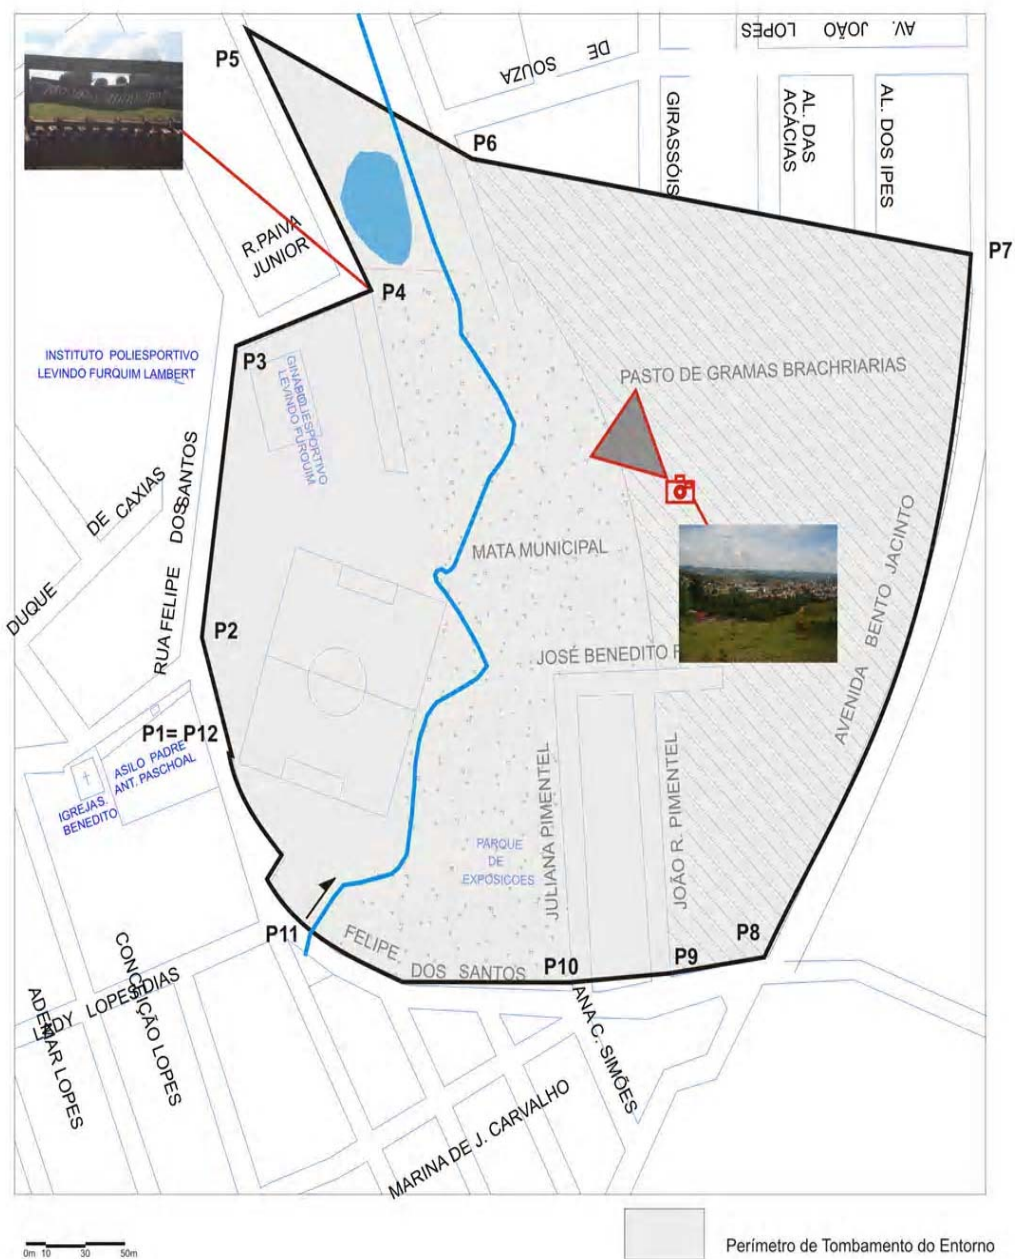 AV. JOÃO LOPES
DE SOUZA
P5
P6
GIRASSÓIS
AL. DAS
ACÁCIAS
AL. DOS IPES
P7
R.PAIVA
JUNIOR
P4
P3
INSTITUTO POLIESPORTIVO
LEVINDO FURQUIM LAMBERT
LEVINDO FURQUIM
PASTO DE GRAMAS BRACHRIARIAS
DUQUE DE CAXIAS
RUA FELIPE DOS SANTOS
MATA MUNICIPAL
AVENIDA BENTO JACINTO
P2
JOSÉ BENEDITO
P1= P12
ASILO PADRE
ANT. PASCHOAL
IGREJAS.
BENEDITO
JULIANA PIMENTEL
JOÃO R. PIMENTEL
PARQUE
DE
EXPOSICOES
P8
P11
FELIPE DOS SANTOS
P10
P9
LEDY LOPES DIAS
ADEMAR LOPES
CONCEIÇÃO LOPES
ANA C. SIMÕES
MARINA DE J. CARVALHO
0m 10 30 50m
Perímetro de Tombamento do Entorno